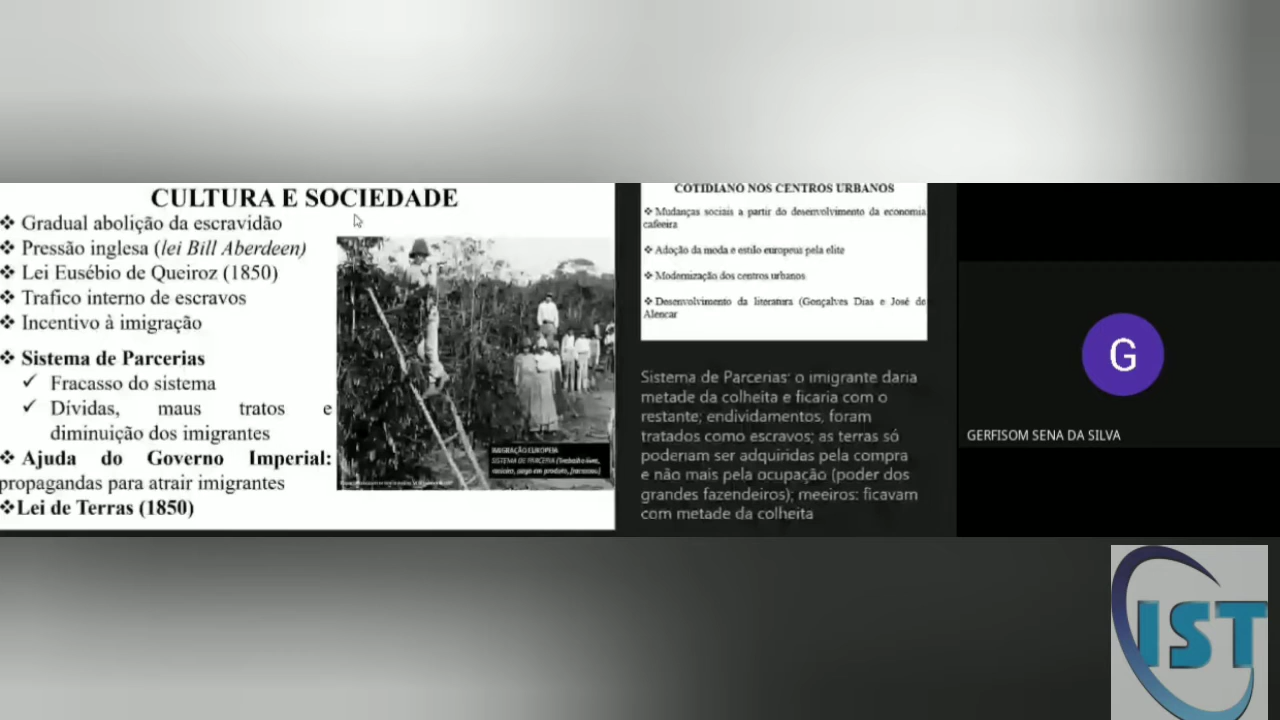 CULTURA E SOCIEDADE
❖ Gradual abolição da escravidão
❖ Pressão inglesa (lei Bill Aberdeen)
❖ Lei Eusébio de Queiroz (1850)
❖ Trafico interno de escravos
❖ Incentivo à imigração
❖ Sistema de Parcerias
✓ Fracasso do sistema
✓ Dívidas, maus tratos e
diminuição dos imigrantes
❖ Ajuda do Governo Imperial:
propagandas para atrair imigrantes
❖Lei de Terras (1850)
IMIGRAÇÃO EUROPEIA
SISTEMA DE PARCERIA (Trabalho livre,
COTIDIANO NOS CENTROS URBANOS
❖ Mudanças sociais a partir do desenvolvimento da economia
cafeeira
❖ Adoção da moda e estilo europeus pela elite
❖ Modernização dos centros urbanos
❖ Desenvolvimento da literatura (Gonçalves Dias e José de
Alencar
Sistema de Parcerias: o imigrante daria
metade da colheita e ficaria com o
restante; endividamentos, foram
tratados como escravos; as terras só
poderiam ser adquiridas pela compra
e não mais pela ocupação (poder dos
grandes fazendeiros); meeiros: ficavam
com metade da colheita
G
GERFISOM SENA DA SILVA
IST